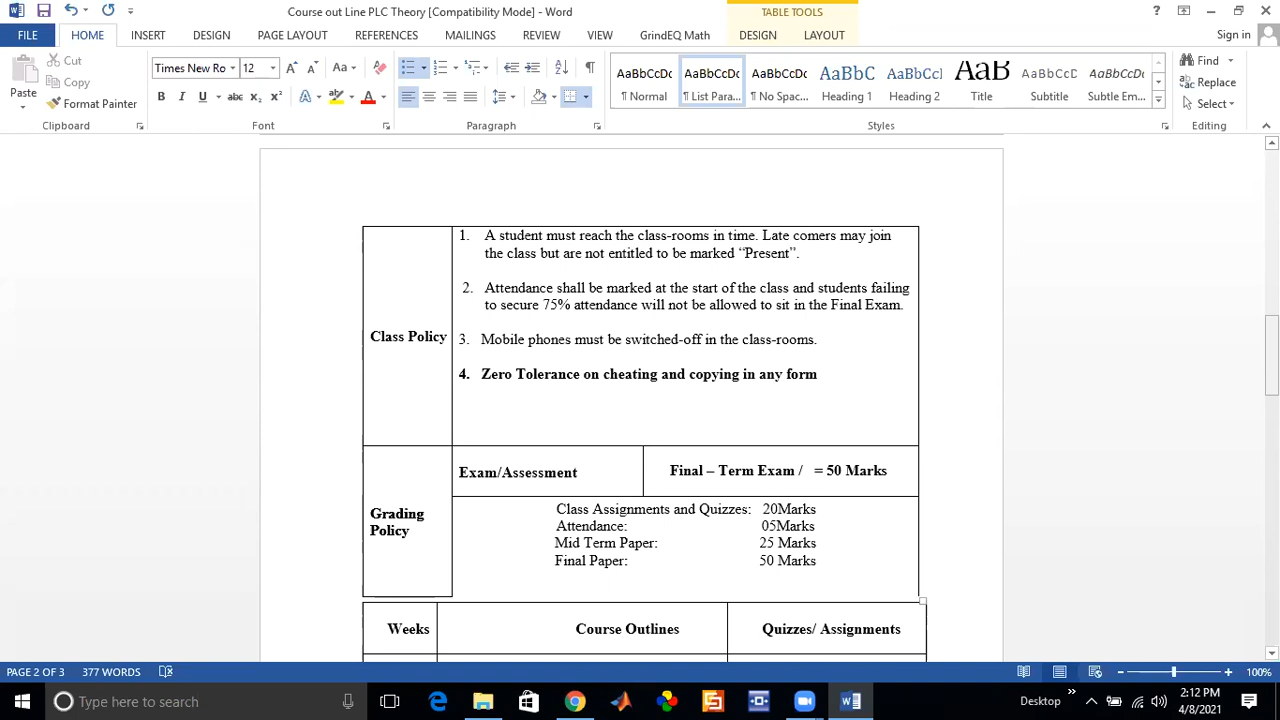 Course out Line PLC Theory [Compatibility Mode] - Word
TABLE TOOLS
FILE HOME INSERT DESIGN PAGE LAYOUT REFERENCES MAILINGS REVIEW VIEW GrindEQ Math DESIGN LAYOUT Sign in
Paste
Cut
Copy
Format Painter
Clipboard
Times New Ro 12
Font
Paragraph
AaBbCcDc AaBbCcDc AaBbCcDc AaBbC AaBbCcI AaB AaBbCcD AaBbCcD
¶ Normal ¶ List Para... ¶ No Spac... Heading 1 Heading 2 Title Subtitle Subtle Em...
Styles
Find
Replace
Select
Editing
Class Policy
1. A student must reach the class-rooms in time. Late comers may join
the class but are not entitled to be marked “Present”.
2. Attendance shall be marked at the start of the class and students failing
to secure 75% attendance will not be allowed to sit in the Final Exam.
3. Mobile phones must be switched-off in the class-rooms.
4. Zero Tolerance on cheating and copying in any form
Grading
Policy
Exam/Assessment
Final – Term Exam / = 50 Marks
Class Assignments and Quizzes: 20Marks
Attendance: 05Marks
Mid Term Paper: 25 Marks
Final Paper: 50 Marks
Weeks Course Outlines Quizzes/ Assignments
PAGE 2 OF 3 377 WORDS 100%
Type here to search
Desktop
2:12 PM
4/8/2021